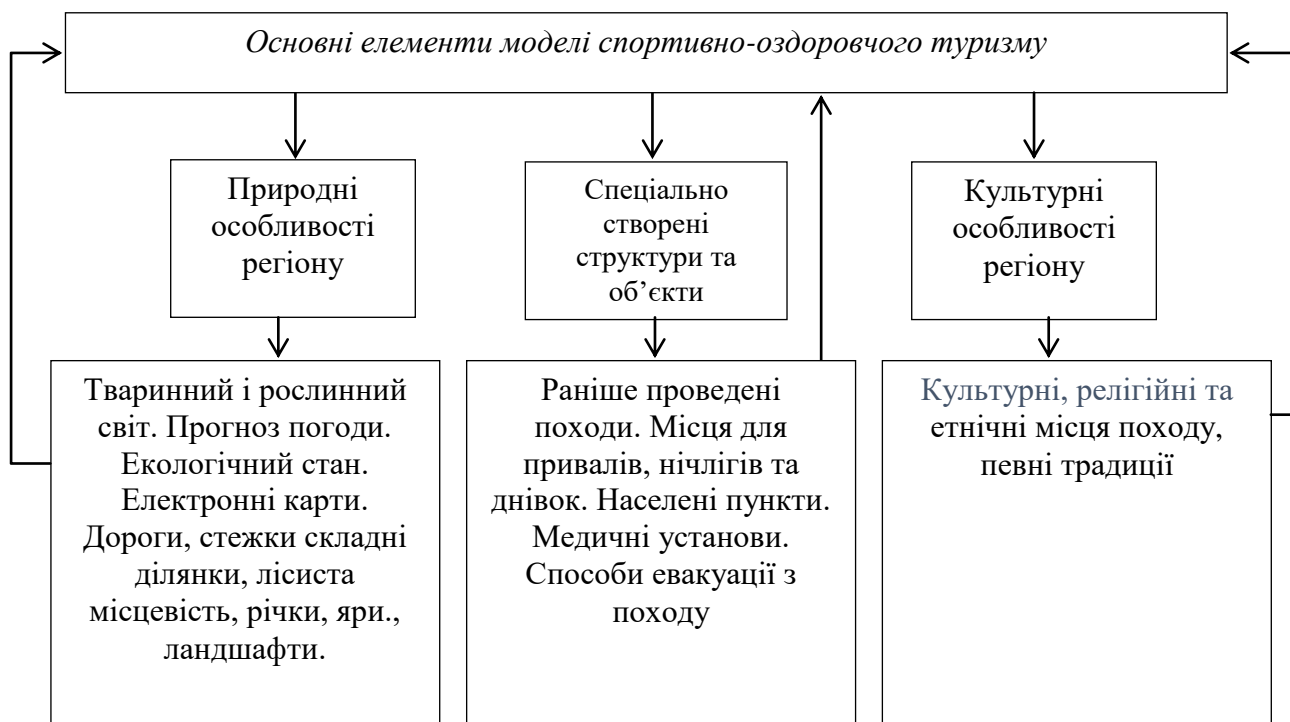 Основні елементи моделі спортивно-оздоровчого туризму
Природні
особливості
регіону
Спеціально
створені
структури та
об’єкти
Культурні
особливості
регіону
Тваринний і рослинний
світ. Прогноз погоди.
Екологічний стан.
Електронні карти.
Дороги, стежки складні
ділянки, лісиста
місцевість, річки, яри.,
ландшафти.
Раніше проведені
походи. Місця для
привалів, нічлігів та
днівок. Населені пункти.
Медичні установи.
Способи евакуації з
походу
Культурні, релігійні та
етнічні місця походу,
певні традиції